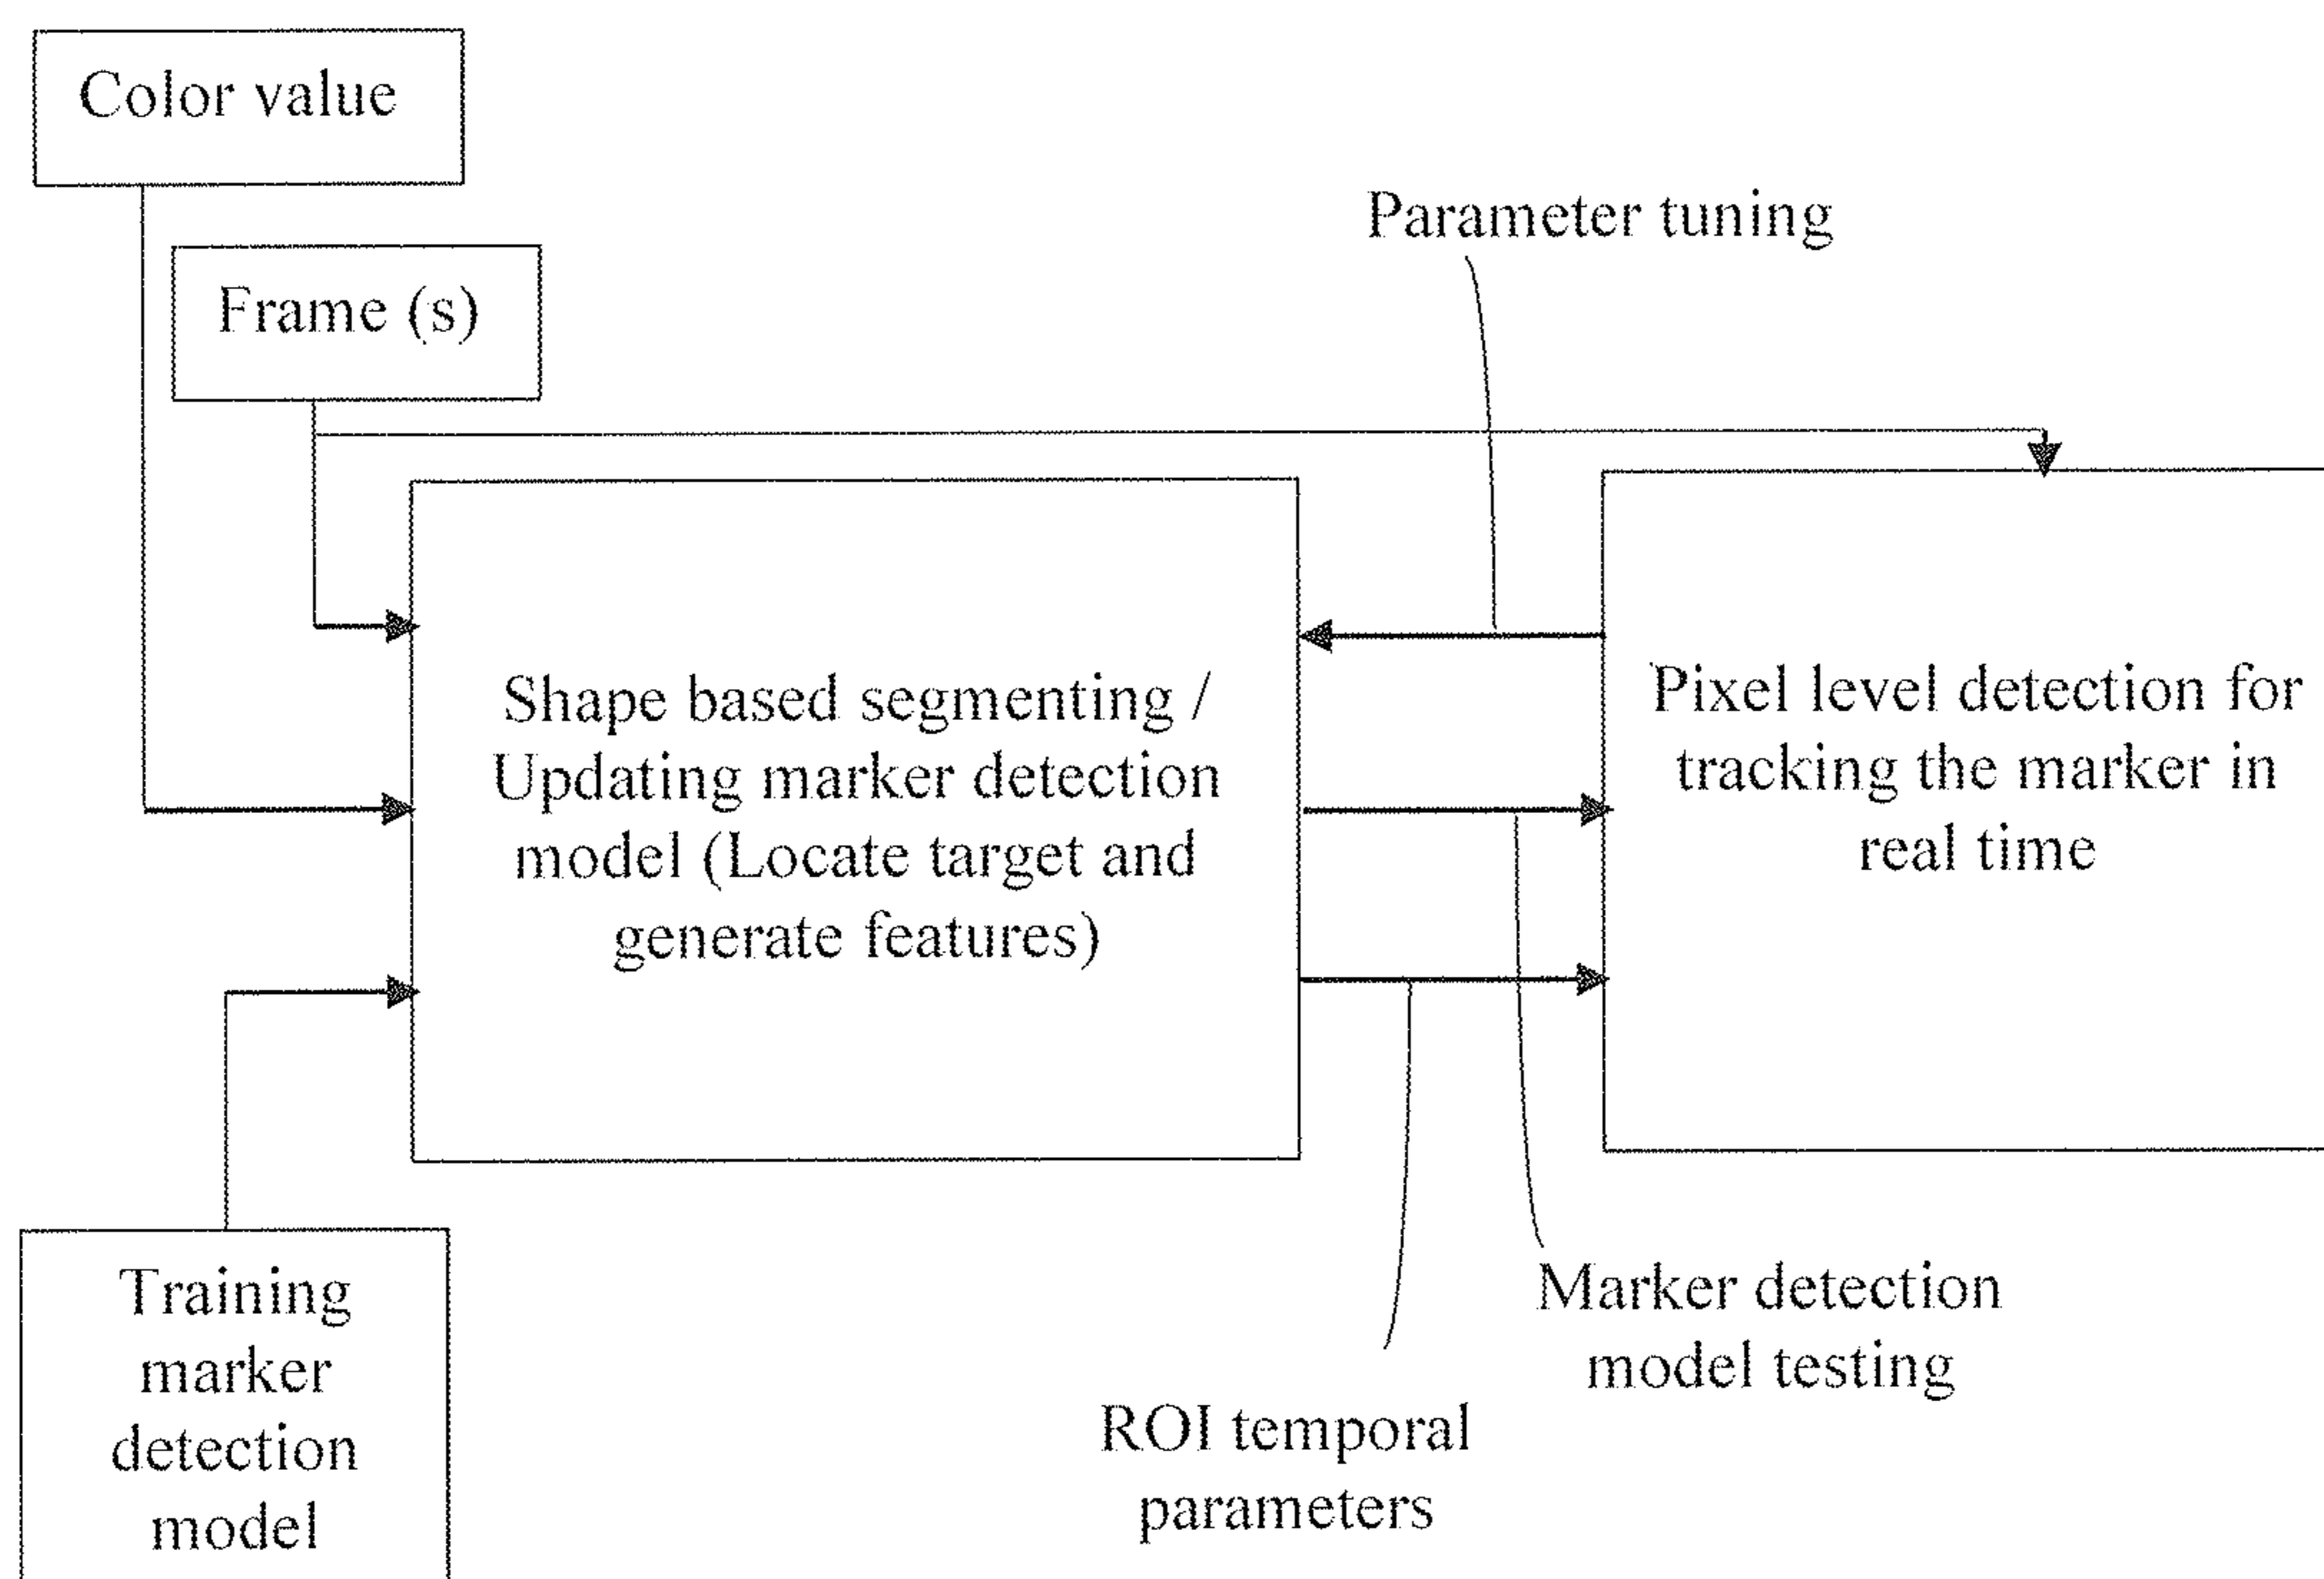 Color value
Frame (s)
Parameter tuning
Shape based segmenting /
Updating marker detection
model (Locate target and
generate features)
Pixel level detection for
tracking the marker in
real time
Training
marker
detection
model
Marker detection
model testing
ROI temporal
parameters